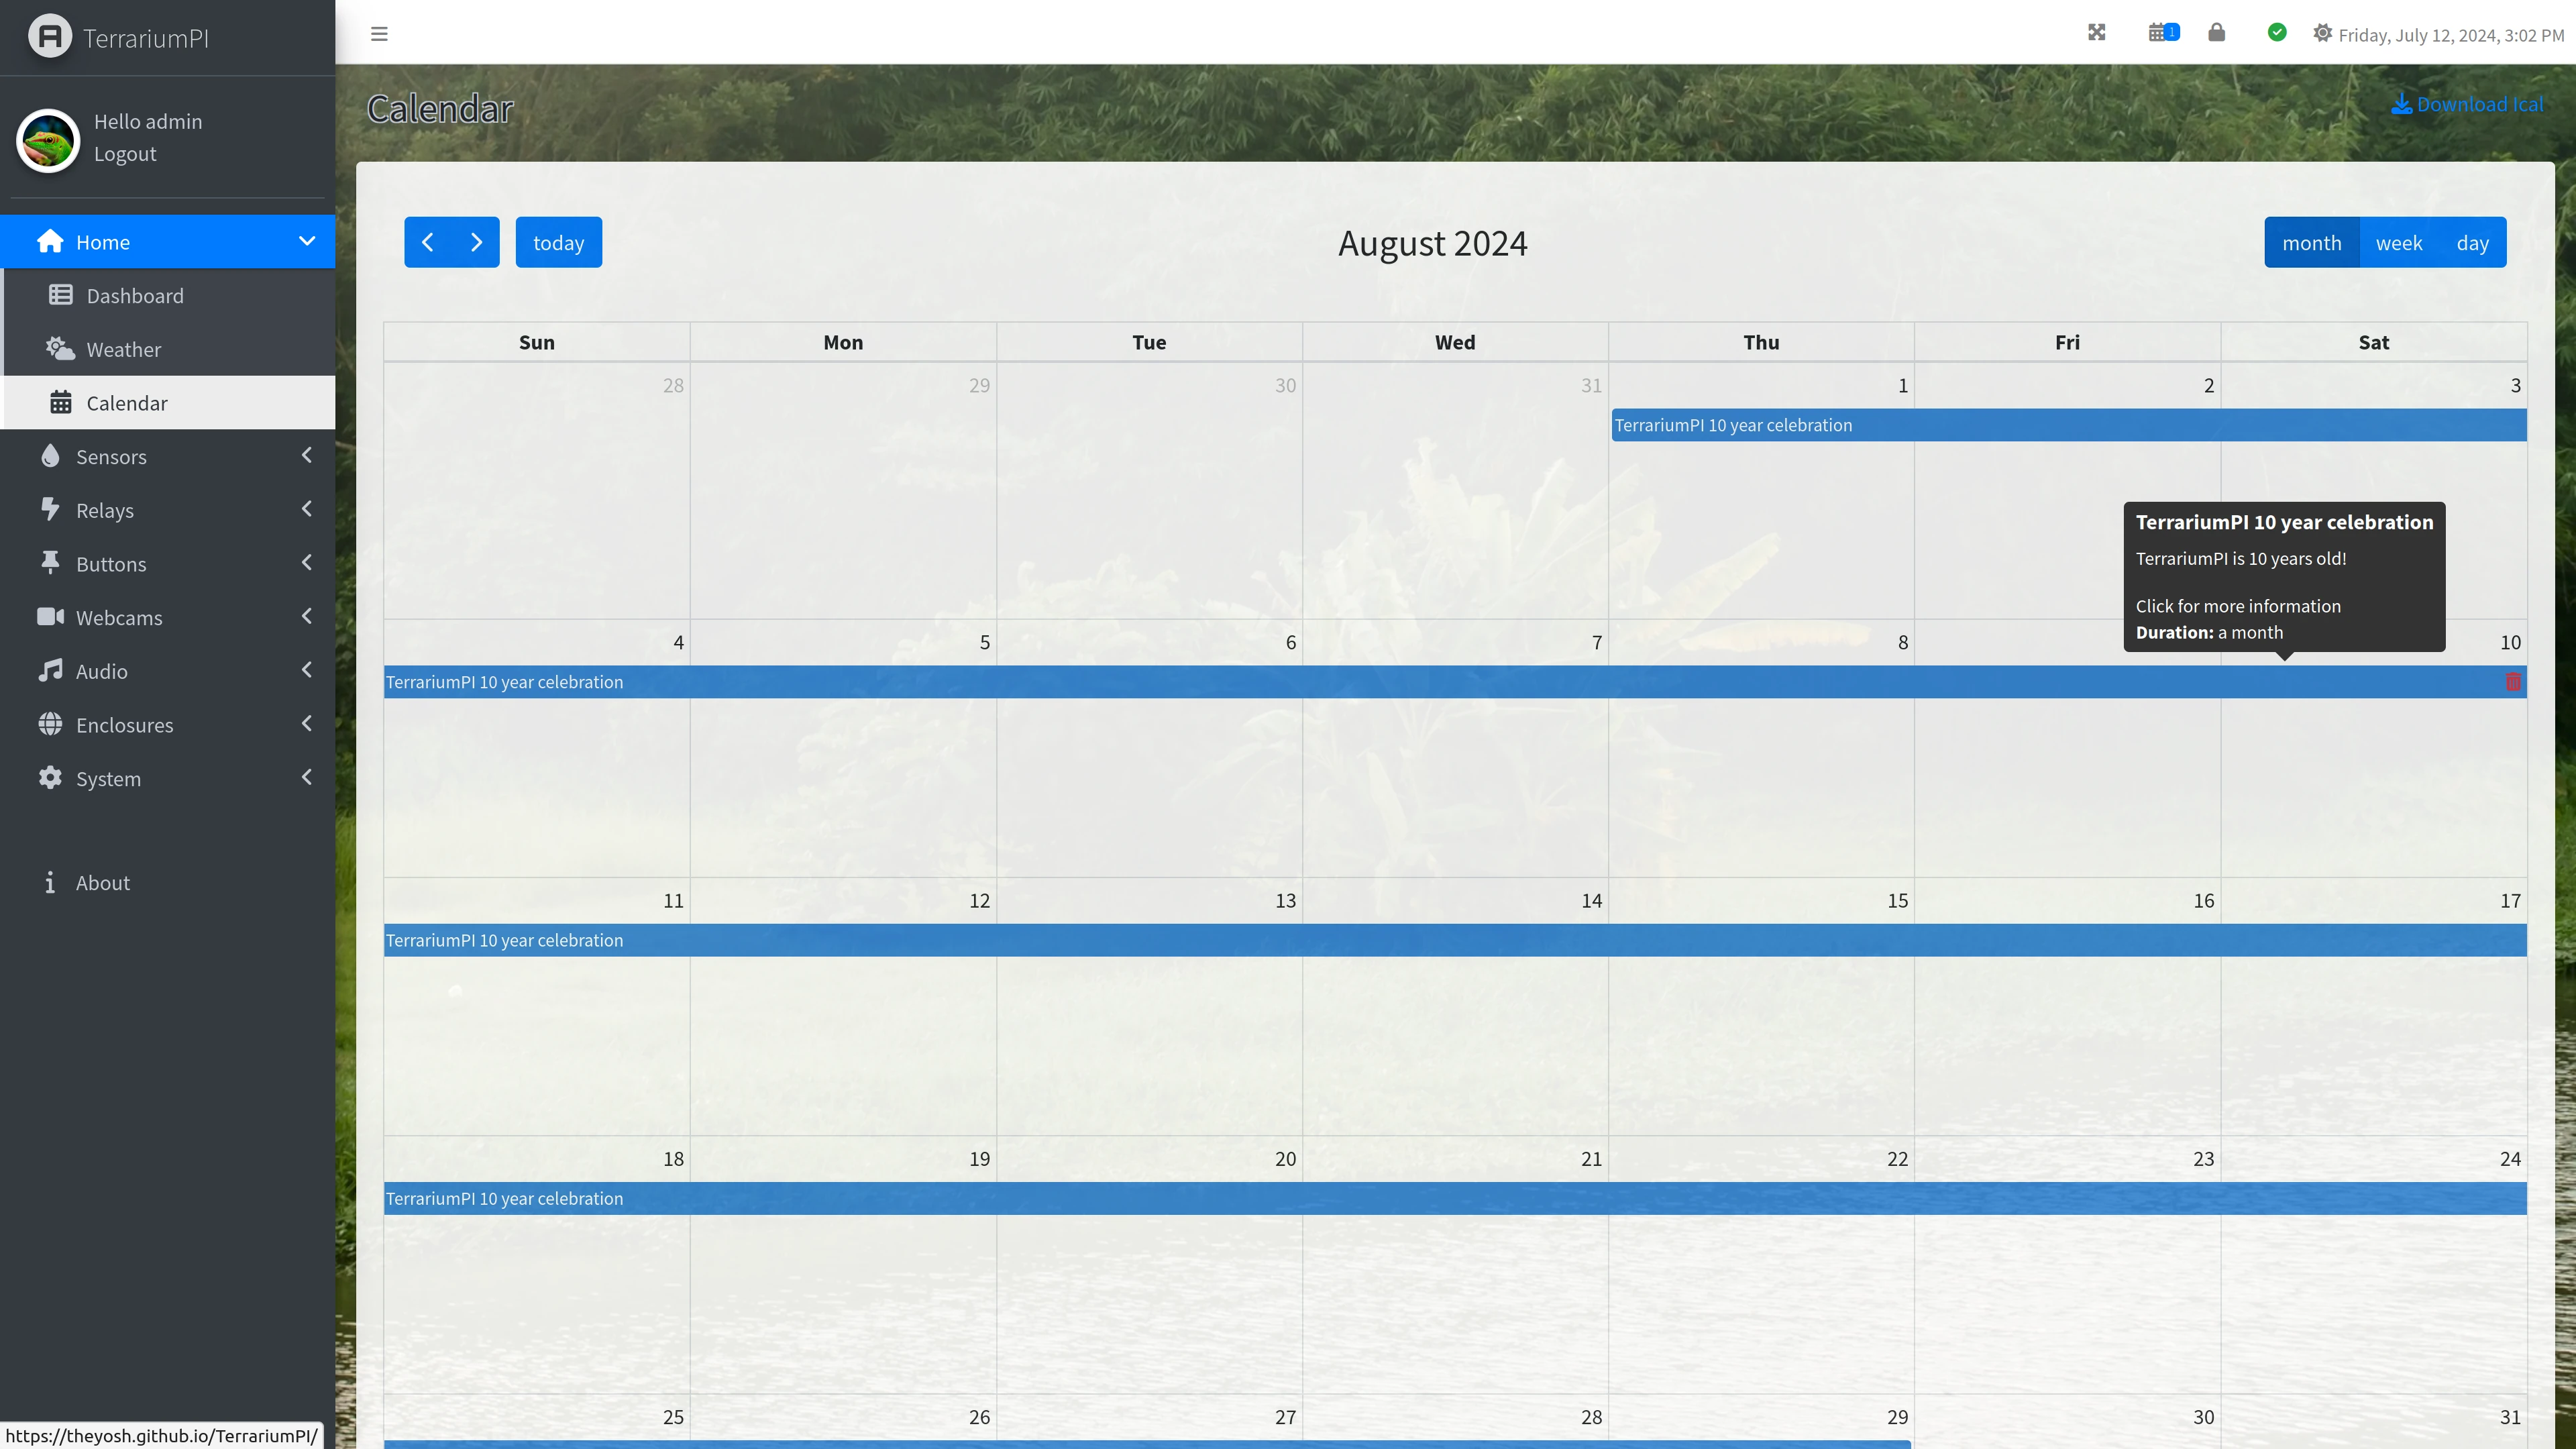 TerrariumPI
Hello admin
Logout
Home
Dashboard
Weather
Calendar
Sensors
Relays
Buttons
Webcams
Audio
Enclosures
System
About
https://theyosh.github.io/TerrariumPI/
1
Friday, July 12, 2024, 3:02 PM
Calendar
Download Ical
today
August 2024
month week day
Sun Mon Tue Wed Thu Fri Sat
28 29 30 31 1 2 3
TerrariumPI 10 year celebration
TerrariumPI 10 year celebration
TerrariumPI is 10 years old!
Click for more information
Duration: a month
4 5 6 7 8 10
TerrariumPI 10 year celebration
11 12 13 14 15 16 17
TerrariumPI 10 year celebration
18 19 20 21 22 23 24
TerrariumPI 10 year celebration
25 26 27 28 29 30 31